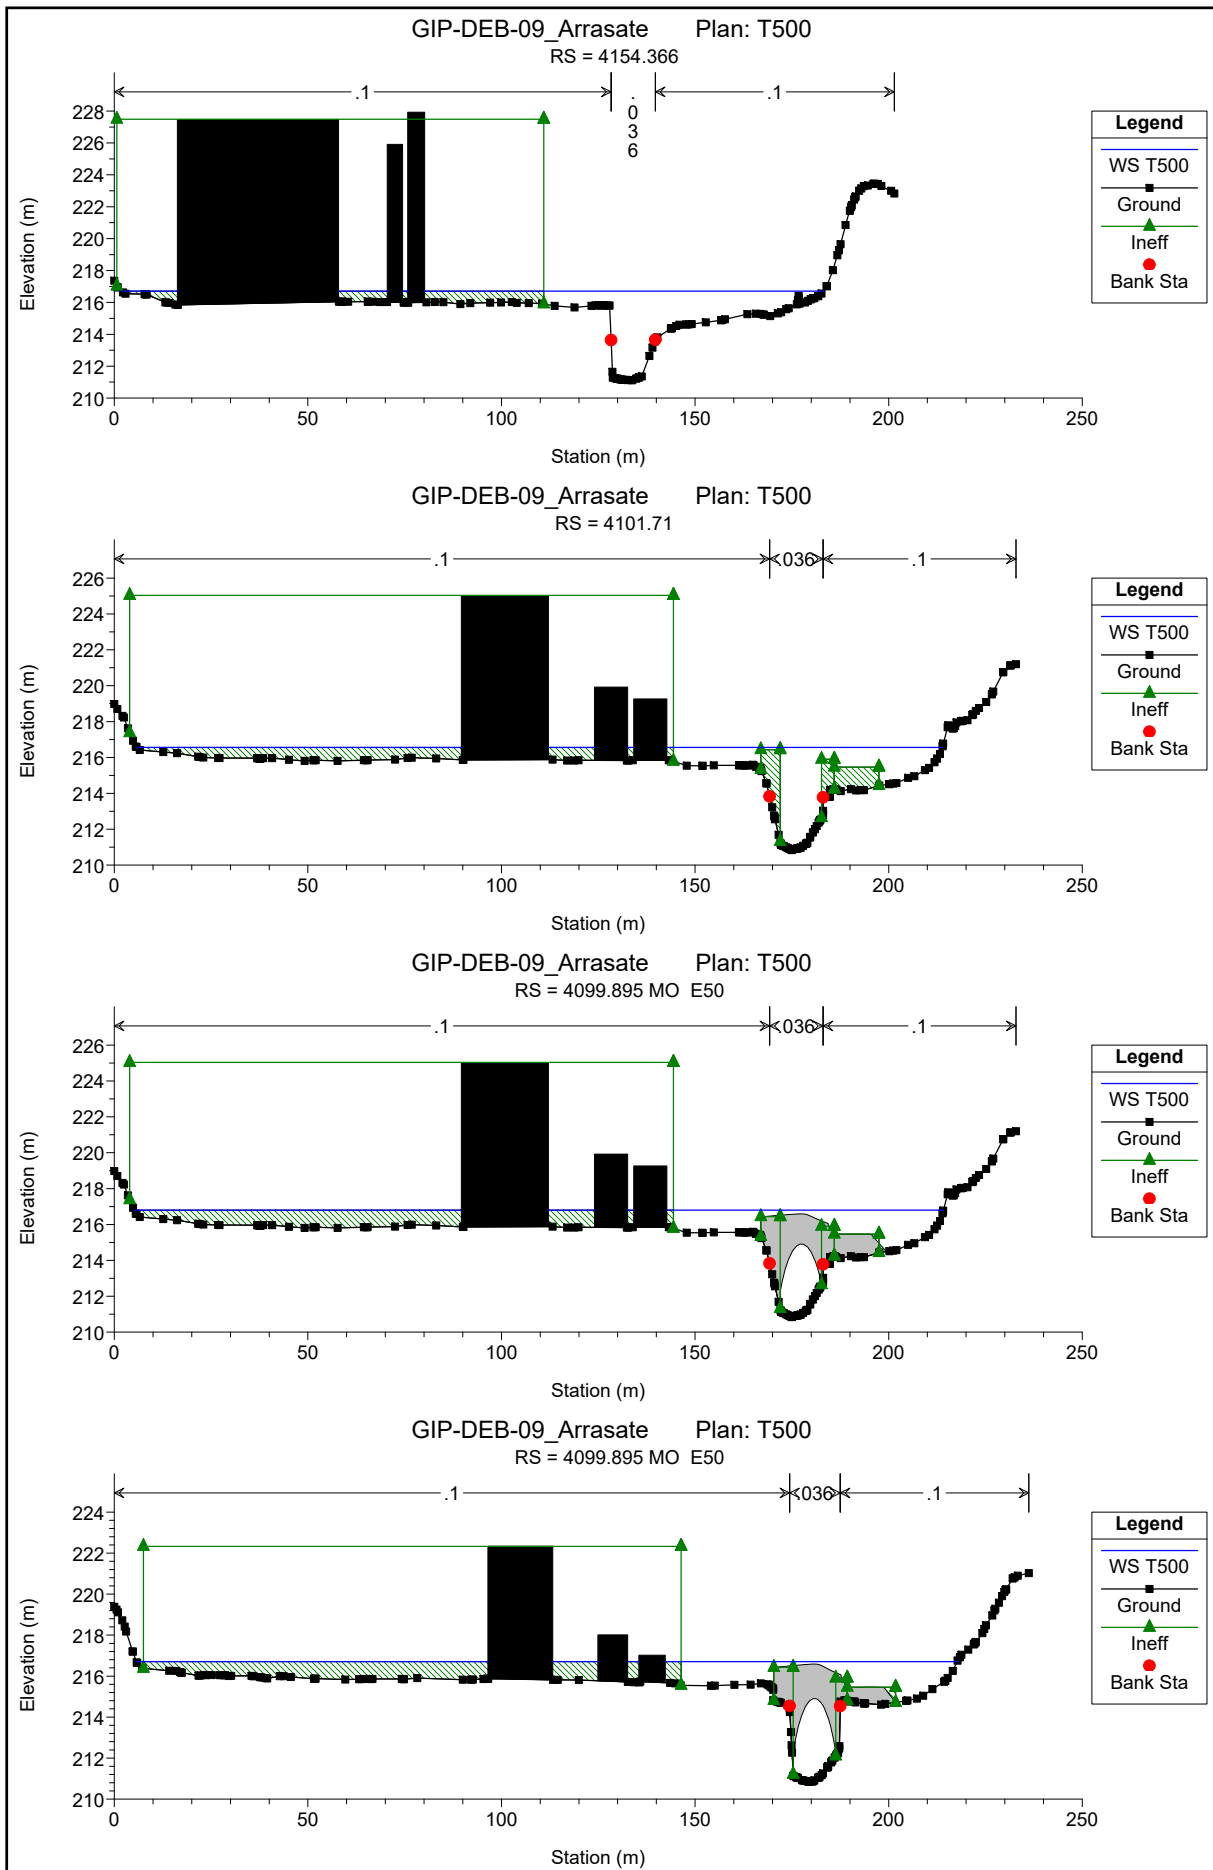 GIP-DEB-09_Arrasate Plan: T500
RS = 4154.366
.1 .036 .1
228
226
224
222
220
218
216
214
212
210
Elevation (m)
0 50 100 150 200 250
Station (m)
Legend
WS T500
Ground
Ineff
Bank Sta
GIP-DEB-09_Arrasate Plan: T500
RS = 4101.71
.1 .036 .1
226
224
222
220
218
216
214
212
210
Elevation (m)
0 50 100 150 200 250
Station (m)
Legend
WS T500
Ground
Ineff
Bank Sta
GIP-DEB-09_Arrasate Plan: T500
RS = 4099.895 MO E50
.1 .036 .1
226
224
222
220
218
216
214
212
210
Elevation (m)
0 50 100 150 200 250
Station (m)
Legend
WS T500
Ground
Ineff
Bank Sta
GIP-DEB-09_Arrasate Plan: T500
RS = 4099.895 MO E50
.1 .036 .1
224
222
220
218
216
214
212
210
Elevation (m)
0 50 100 150 200 250
Station (m)
Legend
WS T500
Ground
Ineff
Bank Sta